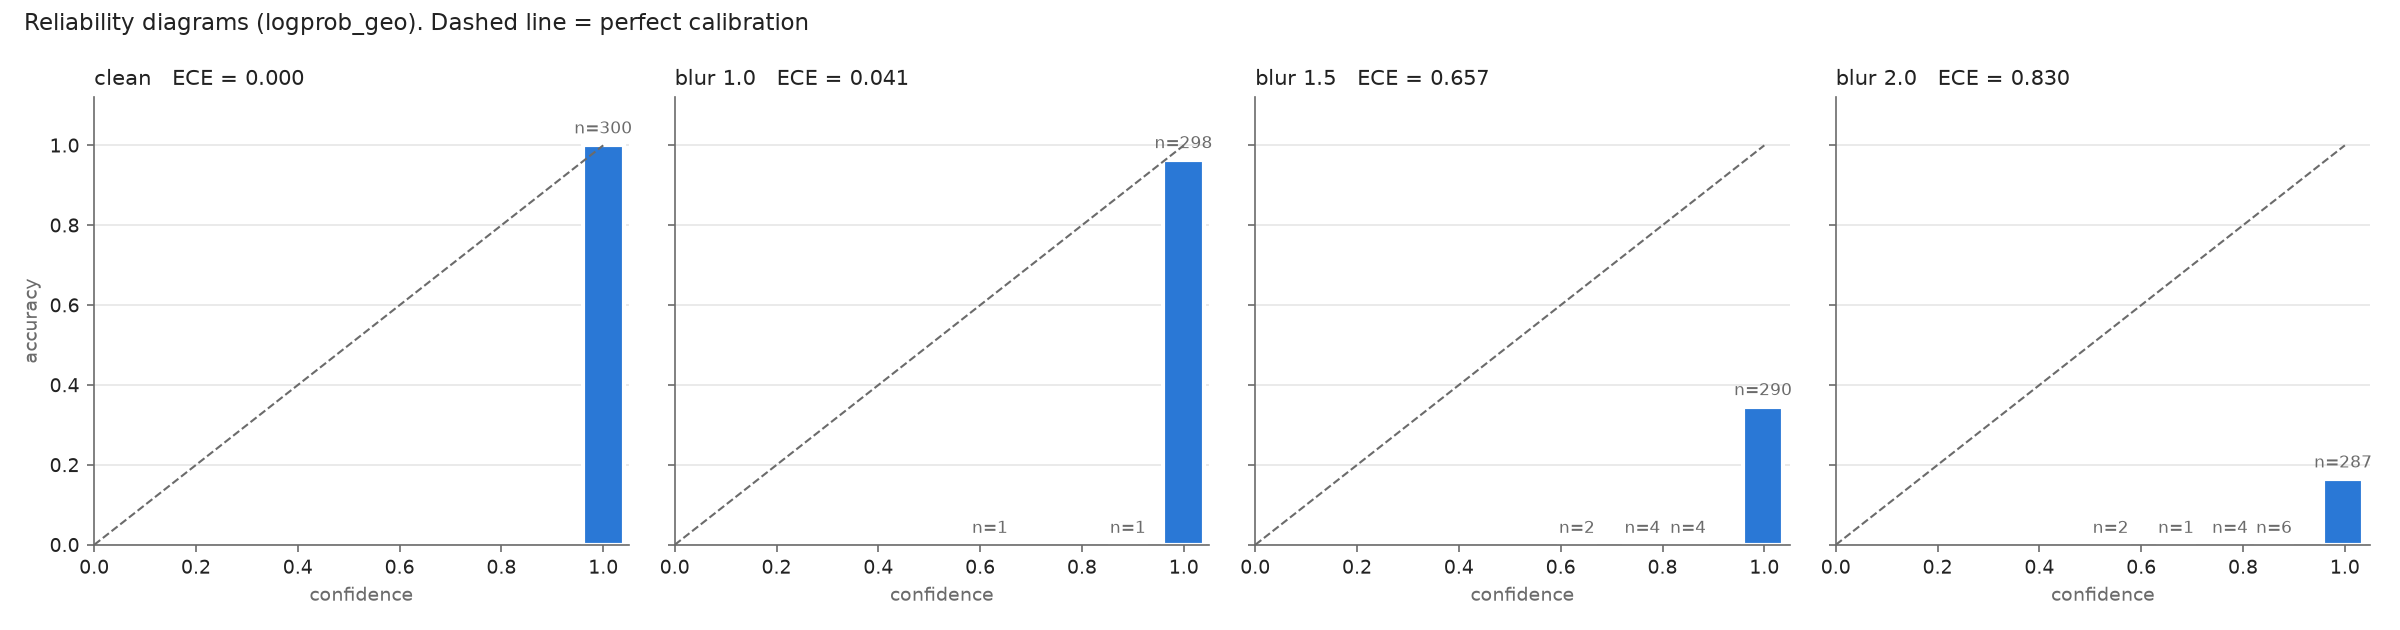 Reliability diagrams (logprob_geo). Dashed line = perfect calibration
clean ECE = 0.000
blur 1.0 ECE = 0.041
blur 1.5 ECE = 0.657
blur 2.0 ECE = 0.830
accuracy
1.0
0.8
0.6
0.4
0.2
0.0
n=300
0.0 0.2 0.4 0.6 0.8 1.0
confidence
n=298
n=1 n=1
0.0 0.2 0.4 0.6 0.8 1.0
confidence
n=290
n=2 n=4 n=4
0.0 0.2 0.4 0.6 0.8 1.0
confidence
n=287
n=2 n=1 n=4 n=6
0.0 0.2 0.4 0.6 0.8 1.0
confidence